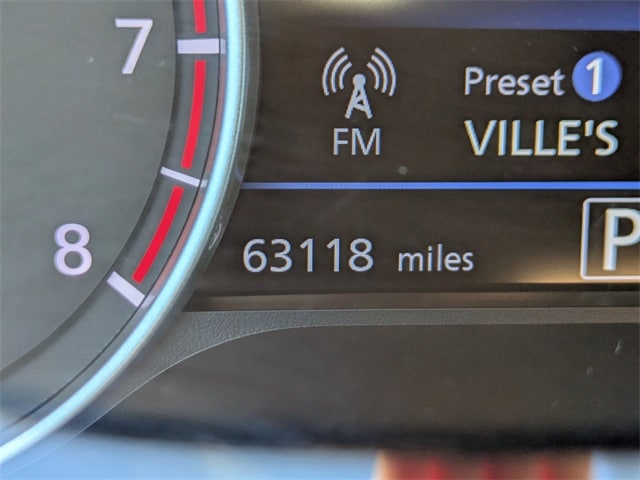 7
FM
Preset 1
VILLE'S
8
63118 miles
P